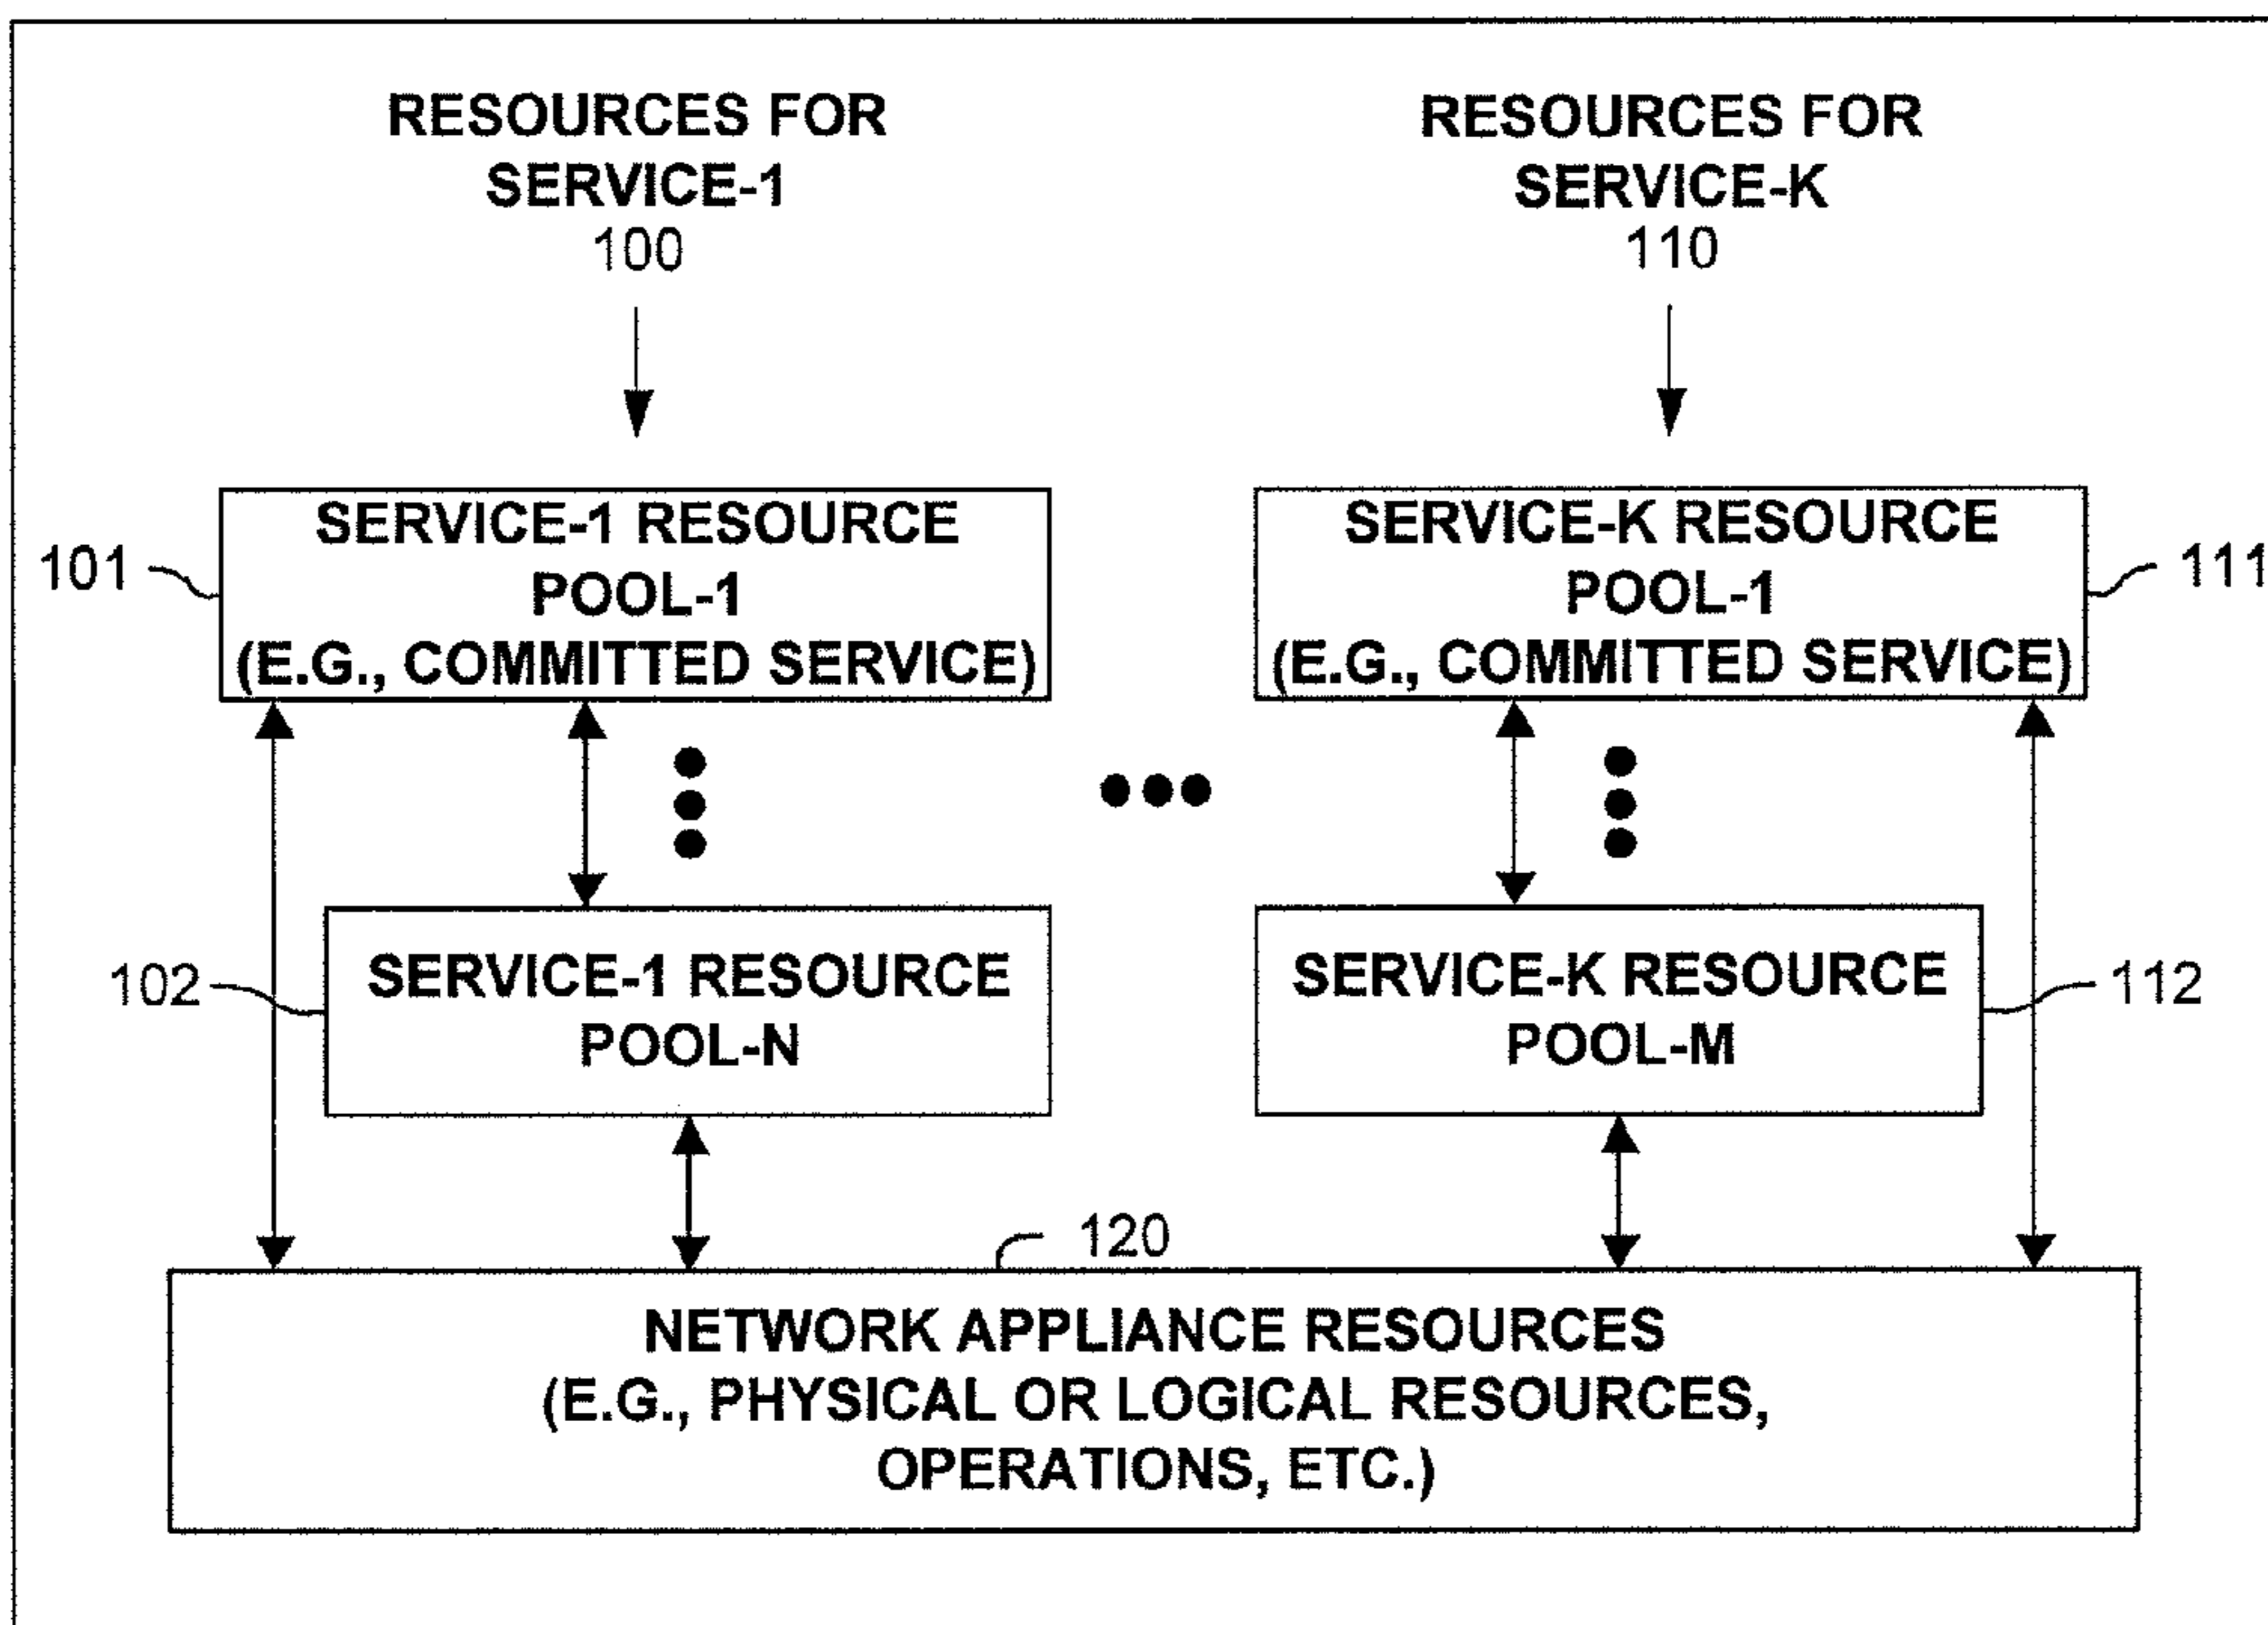 RESOURCES FOR
SERVICE-1
100
RESOURCES FOR
SERVICE-K
110
SERVICE-1 RESOURCE
POOL-1
(E.G., COMMITTED SERVICE)
101
SERVICE-K RESOURCE
POOL-1
(E.G., COMMITTED SERVICE)
111
102
SERVICE-1 RESOURCE
POOL-N
SERVICE-K RESOURCE
POOL-M
112
120
NETWORK APPLIANCE RESOURCES
(E.G., PHYSICAL OR LOGICAL RESOURCES,
OPERATIONS, ETC.)